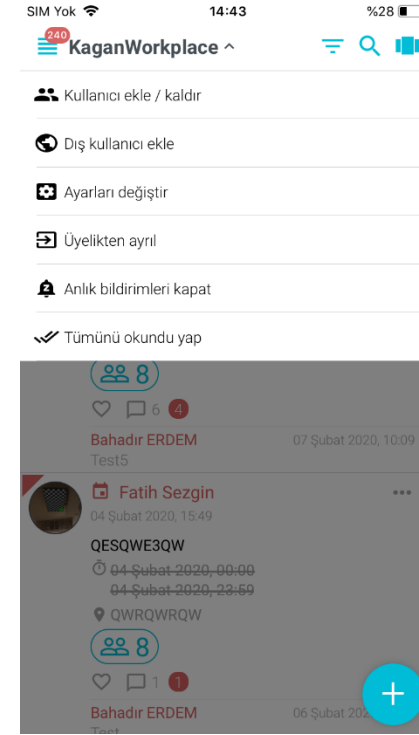 SIM Yok 14:43 %28
240
KaganWorkplace
Kullanıcı ekle / kaldır
Dış kullanıcı ekle
Ayarları değiştir
Üyelikten ayrıl
Anlık bildirimleri kapat
Tümünü okundu yap
8
6 4
Bahadır ERDEM 07 Şubat 2020, 10:09
Test5
Fatih Sezgin
04 Şubat 2020, 15:49
QESQWE3QW
04 Şubat 2020, 00:00
04 Şubat 2020, 23:59
QWRQWRQW
8
1 1
Bahadır ERDEM 06 Şubat
Test